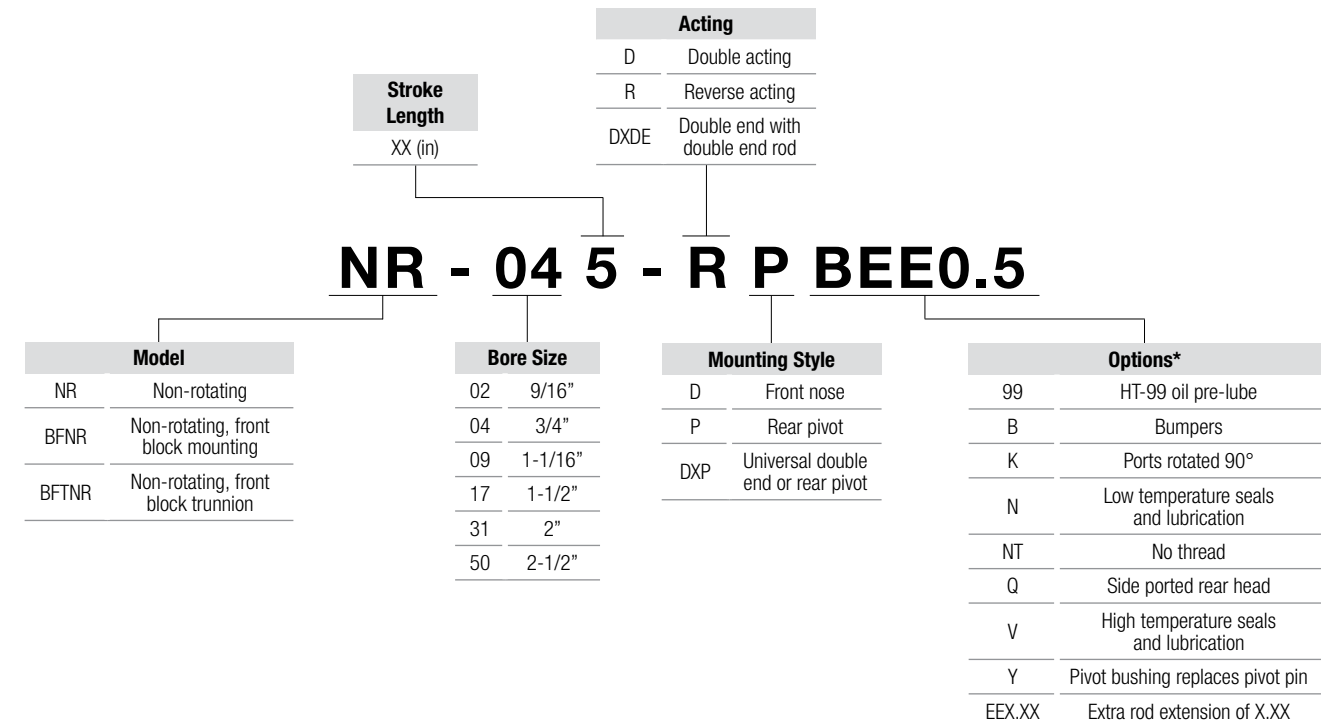 Acting
D Double acting
R Reverse acting
DXDE Double end with
double end rod
Stroke
Length
XX (in)
NR - 04 5 - R P BEE0.5
Model
NR Non-rotating
BFNR Non-rotating, front
block mounting
BFTNR Non-rotating, front
block trunnion
Bore Size
02 9/16”
04 3/4”
09 1-1/16”
17 1-1/2”
31 2”
50 2-1/2”
Mounting Style
D Front nose
P Rear pivot
DXP Universal double
end or rear pivot
Options*
99 HT-99 oil pre-lube
B Bumpers
K Ports rotated 90°
N Low temperature seals
and lubrication
NT No thread
Q Side ported rear head
V High temperature seals
and lubrication
Y Pivot bushing replaces pivot pin
EEX.XX Extra rod extension of X.XX